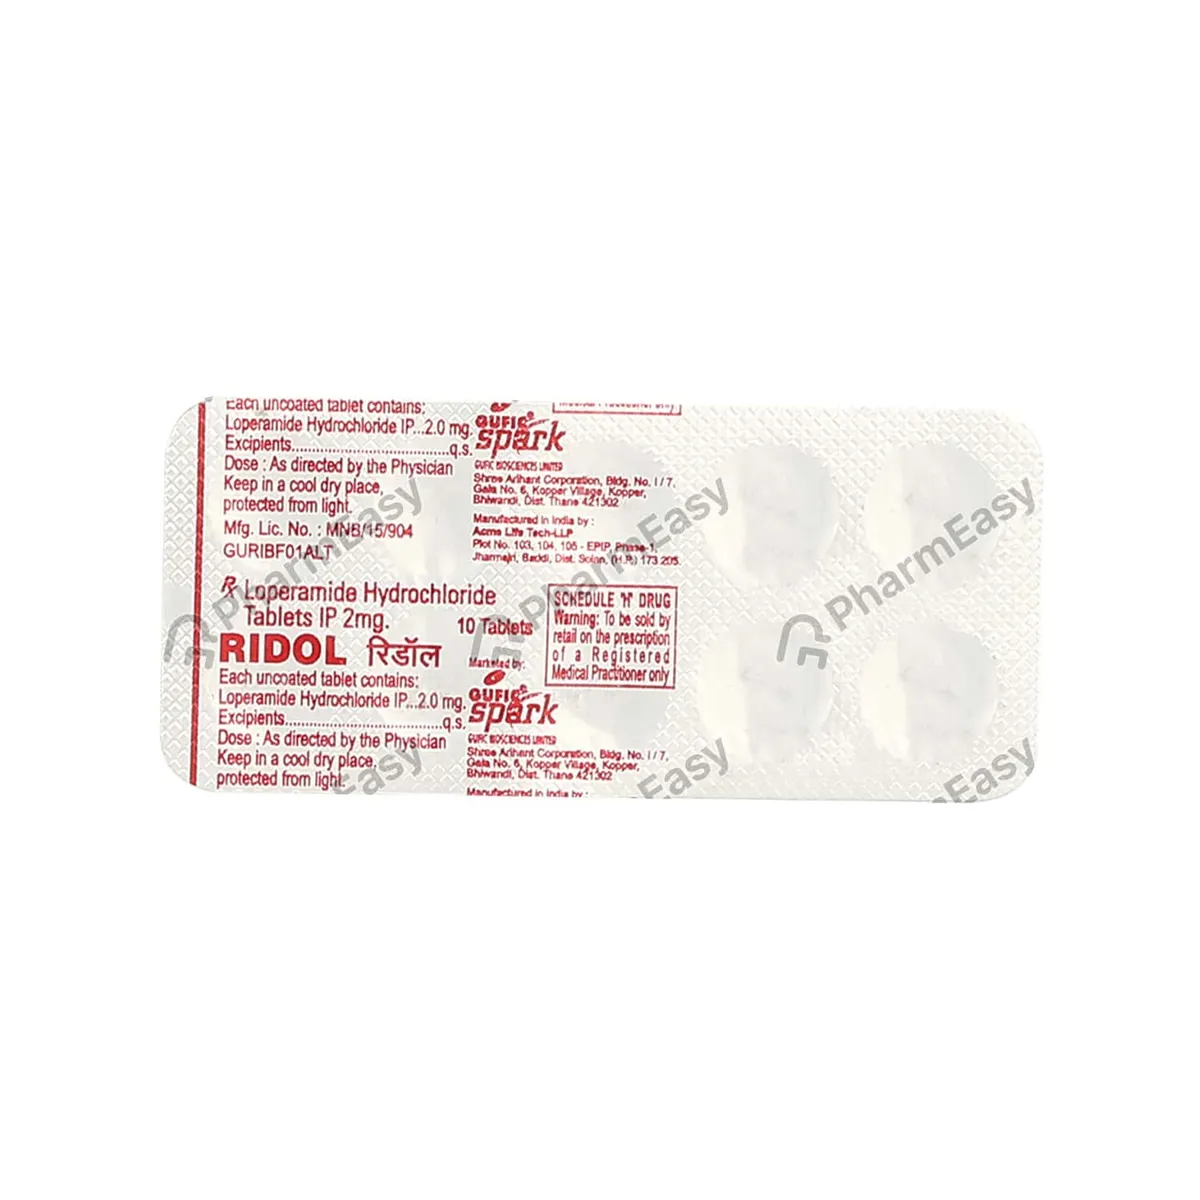 Each uncoated tablet contains:
Loperamide Hydrochloride IP...2.0 mg.
Excipients....................................q.s.
Dose : As directed by the Physician
Keep in a cool dry place,
protected from light.
Mfg. Lic. No. : MNB/15/904
GURIBF01ALT
Medical Practitioner only
GUFIC
spark
GUFIC BIOSCIENCES LIMITED
Shree Arihant Corporation, Bldg. No. I / 7,
Gala No. 6, Kopper Village, Kopper,
Bhiwandi, Dist. Thane 421302
Manufactured in India by :
Acme Life Tech-LLP
Plot No. 103, 104, 105 - EPIP, Phase-1,
Jharmajri, Baddi, Dist. Solan, (H.P.) 173 205.
℞ Loperamide Hydrochloride
Tablets IP 2mg.
10 Tablets
RIDOL रिडॉल
Each uncoated tablet contains:
Loperamide Hydrochloride IP...2.0 mg.
Excipients....................................q.s.
Dose : As directed by the Physician
Keep in a cool dry place,
protected from light.
Marketed by:
GUFIC
spark
GUFIC BIOSCIENCES LIMITED
Shree Arihant Corporation, Bldg. No. I / 7,
Gala No. 6, Kopper Village, Kopper,
Bhiwandi, Dist. Thane 421302
Manufactured in India by :
SCHEDULE 'H' DRUG
Warning: To be sold by
retail on the prescription
of a Registered
Medical Practitioner only
PharmEasy
PharmEasy
PharmEasy
Easy
Easy
PharmEasy